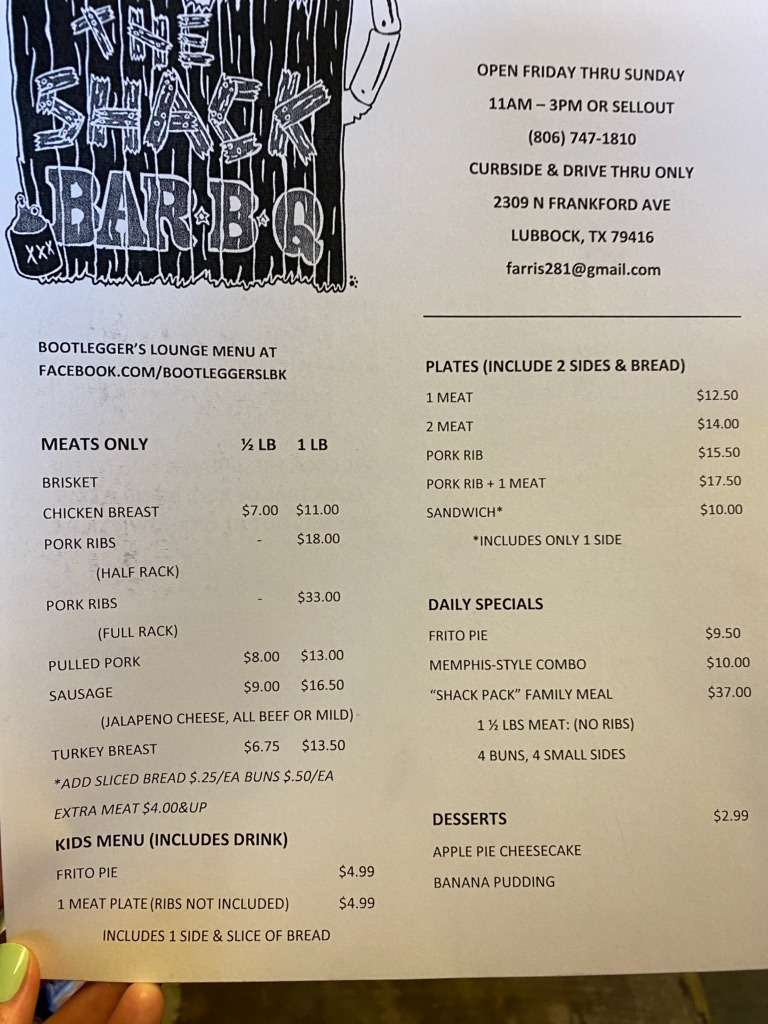 THE
SHACK
BAR·B·Q
XXX
OPEN FRIDAY THRU SUNDAY
11AM – 3PM OR SELLOUT
(806) 747-1810
CURBSIDE & DRIVE THRU ONLY
2309 N FRANKFORD AVE
LUBBOCK, TX 79416
farris281@gmail.com
BOOTLEGGER'S LOUNGE MENU AT
FACEBOOK.COM/BOOTLEGGERSLBK
MEATS ONLY ½ LB 1 LB
BRISKET
CHICKEN BREAST $7.00 $11.00
PORK RIBS - $18.00
(HALF RACK)
PORK RIBS - $33.00
(FULL RACK)
PULLED PORK $8.00 $13.00
SAUSAGE $9.00 $16.50
(JALAPENO CHEESE, ALL BEEF OR MILD)
TURKEY BREAST $6.75 $13.50
*ADD SLICED BREAD $.25/EA BUNS $.50/EA
EXTRA MEAT $4.00&UP
KIDS MENU (INCLUDES DRINK)
FRITO PIE $4.99
1 MEAT PLATE (RIBS NOT INCLUDED) $4.99
INCLUDES 1 SIDE & SLICE OF BREAD
PLATES (INCLUDE 2 SIDES & BREAD)
1 MEAT $12.50
2 MEAT $14.00
PORK RIB $15.50
PORK RIB + 1 MEAT $17.50
SANDWICH* $10.00
*INCLUDES ONLY 1 SIDE
DAILY SPECIALS
FRITO PIE $9.50
MEMPHIS-STYLE COMBO $10.00
"SHACK PACK" FAMILY MEAL $37.00
1 ½ LBS MEAT: (NO RIBS)
4 BUNS, 4 SMALL SIDES
DESSERTS $2.99
APPLE PIE CHEESECAKE
BANANA PUDDING